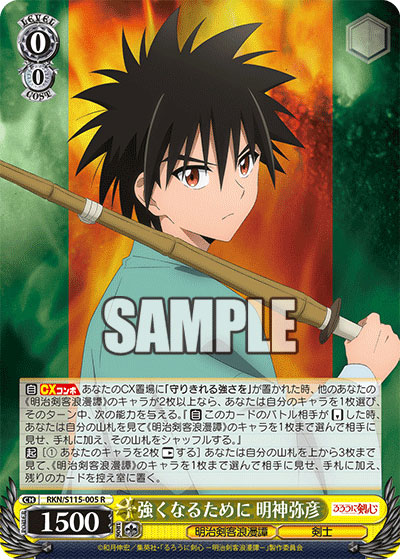 LEVEL
0
0
COST
SAMPLE
自 CXコンボ あなたのCX置場に「守りきれる強さを」が置かれた時、他のあなたの
《明治剣客浪漫譚》のキャラが2枚以上なら、あなたは自分のキャラを1枚選び、
そのターン中、次の能力を与える。『自 このカードのバトル相手が した時、
あなたは自分の山札を見て《明治剣客浪漫譚》のキャラを1枚まで選んで相手に
見せ、手札に加え、その山札をシャッフルする。』
起 [① あなたのキャラを2枚 する] あなたは自分の山札を上から3枚まで
見て、《明治剣客浪漫譚》のキャラを1枚まで選んで相手に見せ、手札に加え、
残りのカードを控え室に置く。
CH RKN/S115-005 R
強くなるために 明神弥彦
POWER
1500
SOUL
明治剣客浪漫譚
剣士
るろうに剣心
©和月伸宏／集英社・「るろうに剣心 －明治剣客浪漫譚－」製作委員会